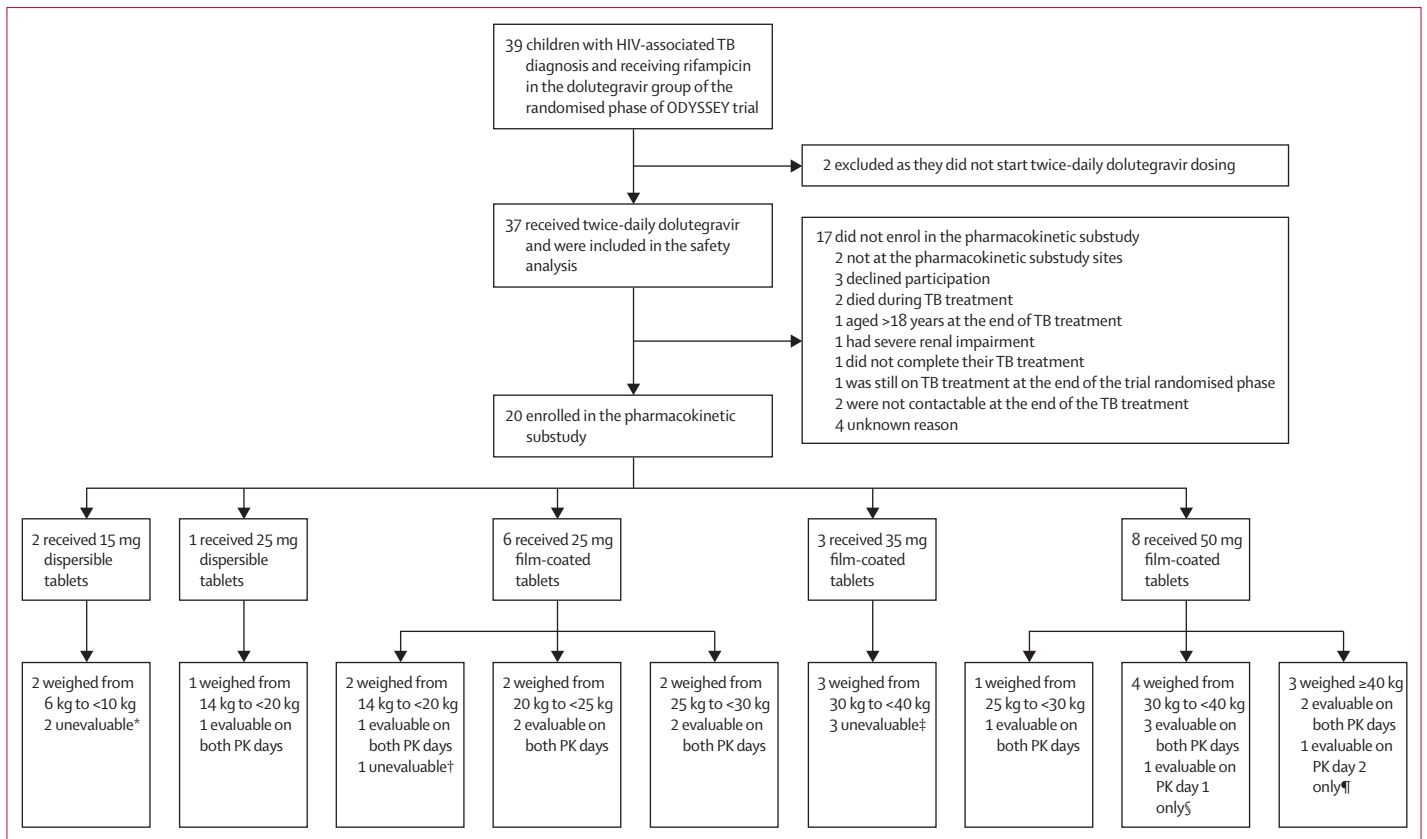 39 children with HIV-associated TB
diagnosis and receiving rifampicin
in the dolutegravir group of the
randomised phase of ODYSSEY trial
2 excluded as they did not start twice-daily dolutegravir dosing
37 received twice-daily dolutegravir
and were included in the safety
analysis
17 did not enrol in the pharmacokinetic substudy
2 not at the pharmacokinetic substudy sites
3 declined participation
2 died during TB treatment
1 aged >18 years at the end of TB treatment
1 had severe renal impairment
1 did not complete their TB treatment
1 was still on TB treatment at the end of the trial randomised phase
2 were not contactable at the end of the TB treatment
4 unknown reason
20 enrolled in the pharmacokinetic
substudy
2 received 15 mg
dispersible
tablets
1 received 25 mg
dispersible
tablets
6 received 25 mg
film-coated
tablets
3 received 35 mg
film-coated
tablets
8 received 50 mg
film-coated
tablets
2 weighed from
6 kg to <10 kg
2 unevaluable*
1 weighed from
14 kg to <20 kg
1 evaluable on
both PK days
2 weighed from
14 kg to <20 kg
1 evaluable on
both PK days
1 unevaluable†
2 weighed from
20 kg to <25 kg
2 evaluable on
both PK days
2 weighed from
25 kg to <30 kg
2 evaluable on
both PK days
3 weighed from
30 kg to <40 kg
3 unevaluable‡
1 weighed from
25 kg to <30 kg
1 evaluable on
both PK days
4 weighed from
30 kg to <40 kg
3 evaluable on
both PK days
1 evaluable on
PK day 1
only§
3 weighed ≥40 kg
2 evaluable on
both PK days
1 evaluable on
PK day 2
only¶